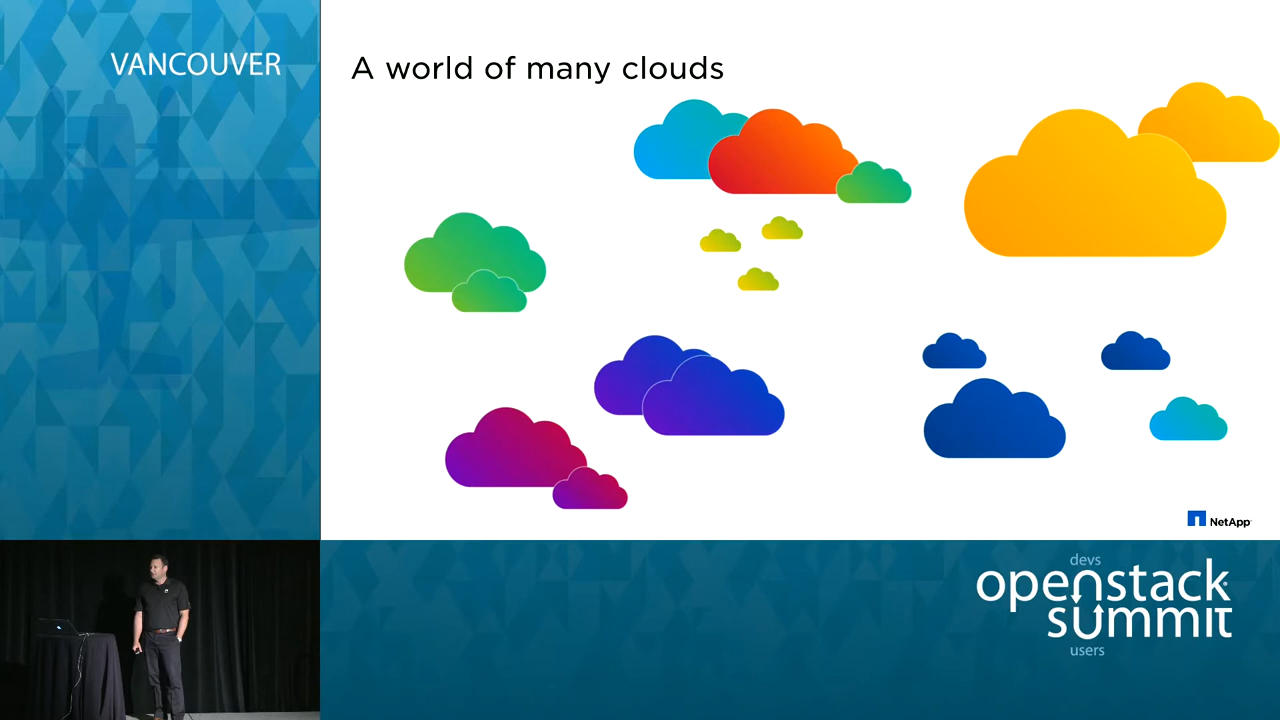 VANCOUVER
A world of many clouds
NetApp
devs
openstack
summit
users